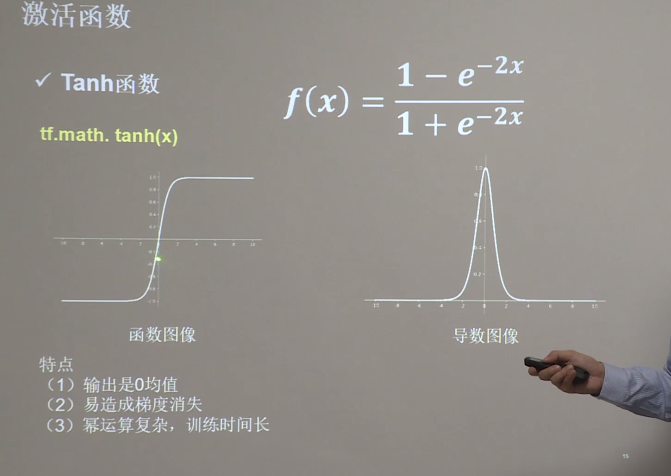 激活函数
✓ Tanh函数
f(x) = (1 − e^{−2x}) / (1 + e^{−2x})
tf.math. tanh(x)
函数图像
导数图像
特点
（1）输出是0均值
（2）易造成梯度消失
（3）幂运算复杂，训练时间长